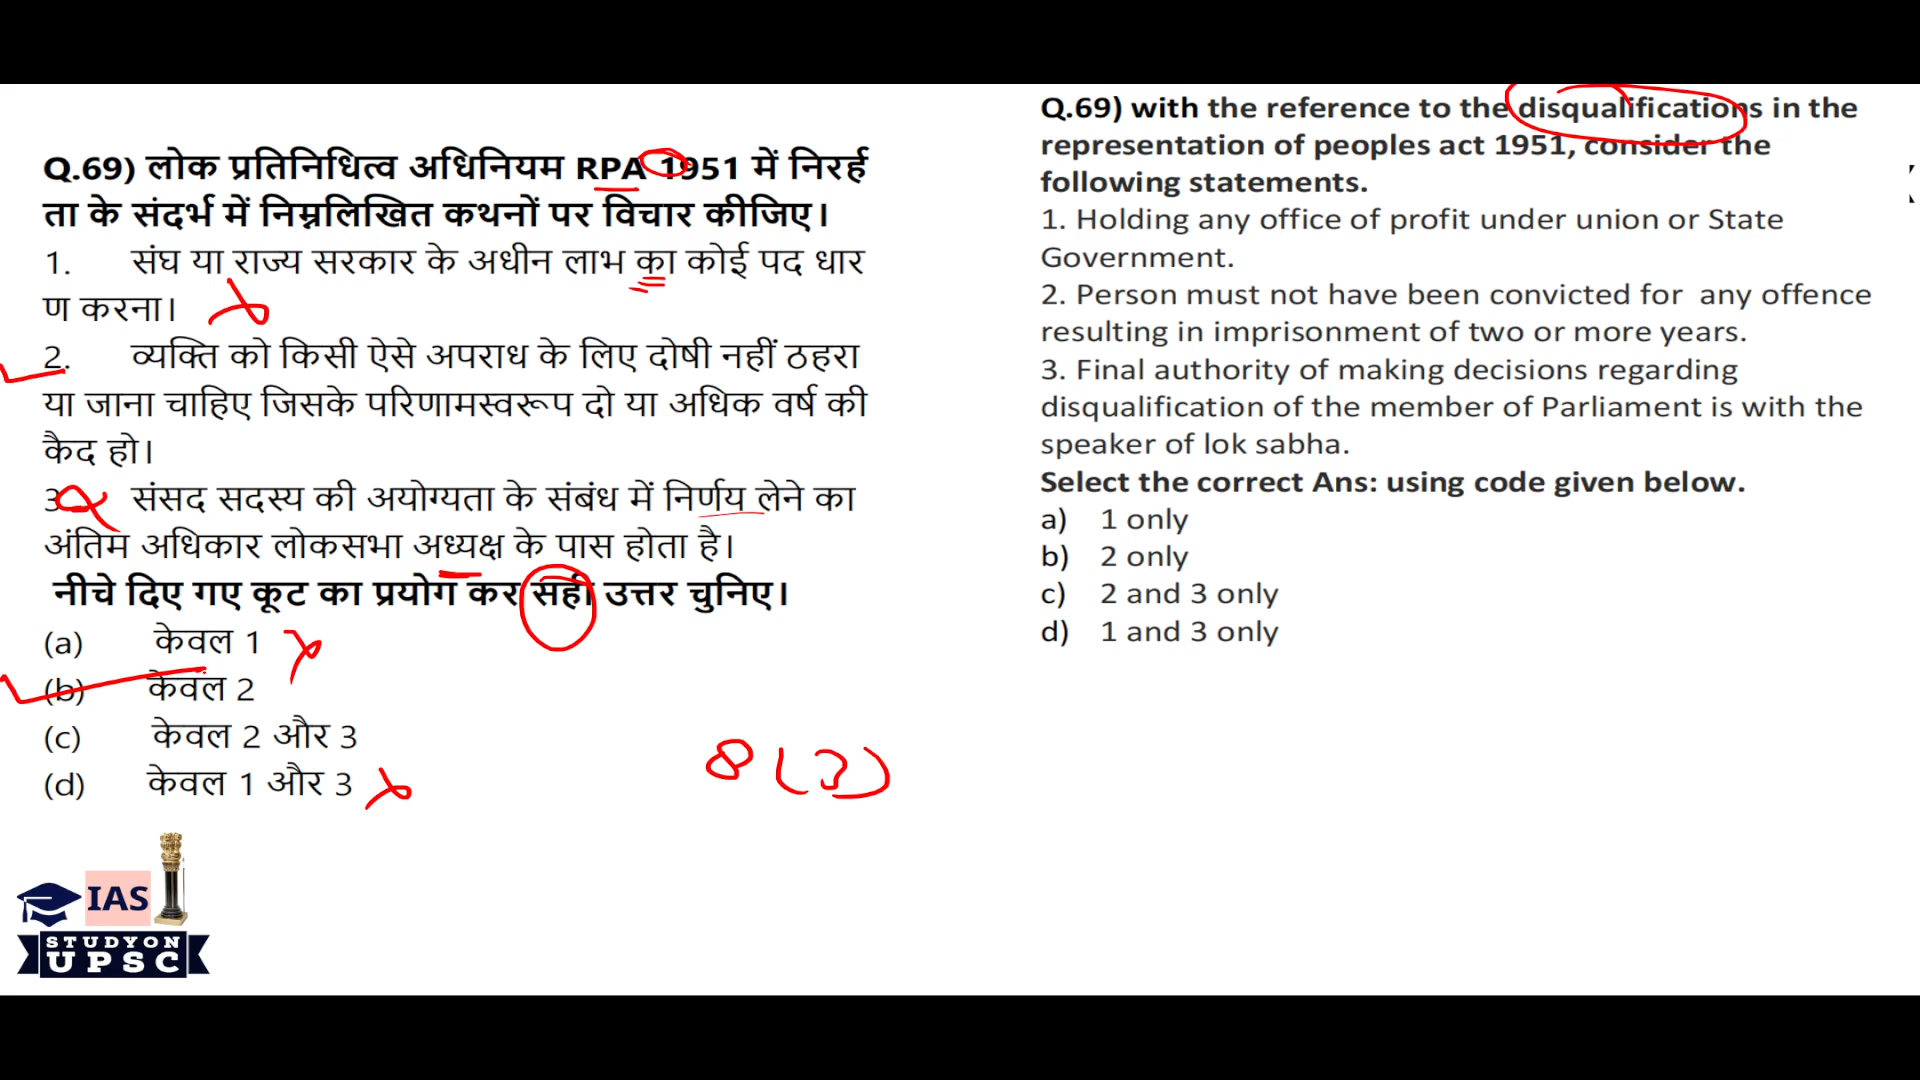 Q.69) लोक प्रतिनिधित्व अधिनियम RPA 1951 में निरर्ह
ता के संदर्भ में निम्नलिखित कथनों पर विचार कीजिए।
1. संघ या राज्य सरकार के अधीन लाभ का कोई पद धार
ण करना।
2. व्यक्ति को किसी ऐसे अपराध के लिए दोषी नहीं ठहरा
या जाना चाहिए जिसके परिणामस्वरूप दो या अधिक वर्ष की
कैद हो।
3. संसद सदस्य की अयोग्यता के संबंध में निर्णय लेने का
अंतिम अधिकार लोकसभा अध्यक्ष के पास होता है।
नीचे दिए गए कूट का प्रयोग कर सही उत्तर चुनिए।
(a) केवल 1
(b) केवल 2
(c) केवल 2 और 3
(d) केवल 1 और 3
8 (3)
IAS
STUDYON
UPSC
Q.69) with the reference to the disqualifications in the
representation of peoples act 1951, consider the
following statements.
1. Holding any office of profit under union or State
Government.
2. Person must not have been convicted for any offence
resulting in imprisonment of two or more years.
3. Final authority of making decisions regarding
disqualification of the member of Parliament is with the
speaker of lok sabha.
Select the correct Ans: using code given below.
a) 1 only
b) 2 only
c) 2 and 3 only
d) 1 and 3 only